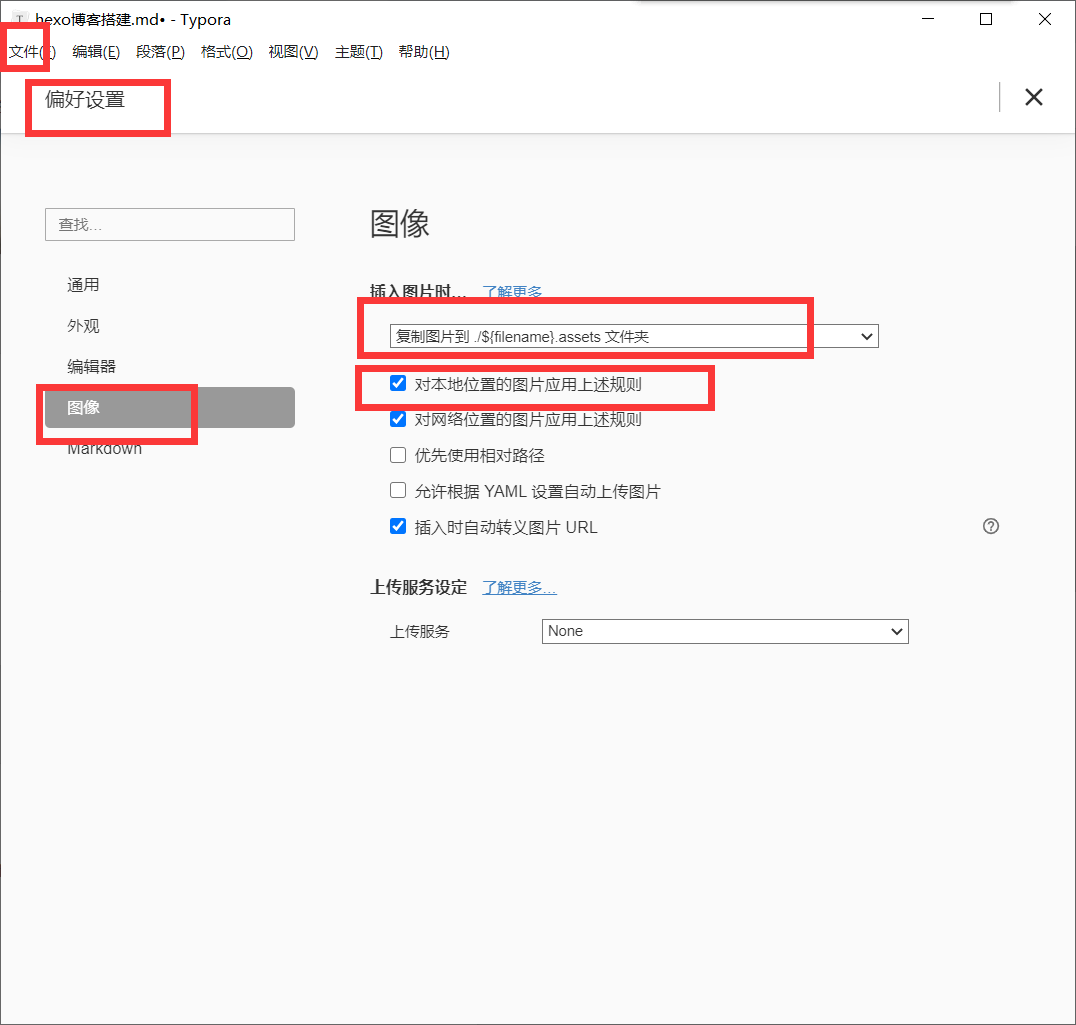 T hexo博客搭建.md• - Typora
文件(F) 编辑(E) 段落(P) 格式(O) 视图(V) 主题(T) 帮助(H)
偏好设置
查找...
图像
通用
外观
编辑器
图像
Markdown
插入图片时... 了解更多
复制图片到 ./${filename}.assets 文件夹
对本地位置的图片应用上述规则
对网络位置的图片应用上述规则
优先使用相对路径
允许根据 YAML 设置自动上传图片
插入时自动转义图片 URL
上传服务设定 了解更多...
上传服务 None